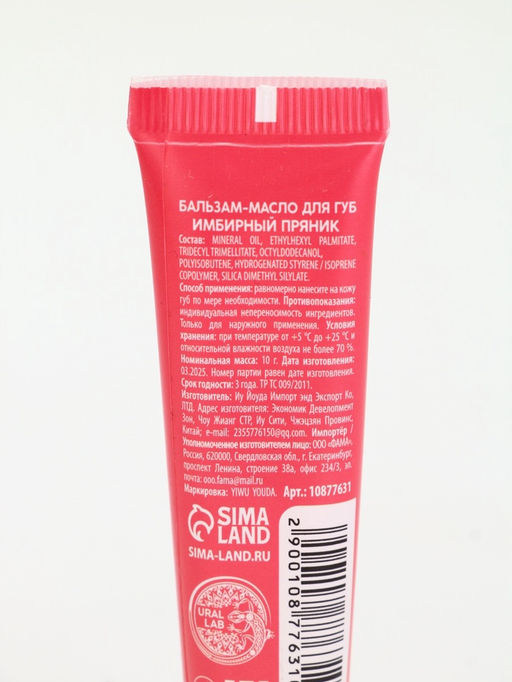 БАЛЬЗАМ-МАСЛО ДЛЯ ГУБ
ИМБИРНЫЙ ПРЯНИК
Состав: MINERAL OIL, ETHYLHEXYL PALMITATE,
TRIDECYL TRIMELLITATE, OCTYLDODECANOL,
POLYISOBUTENE, HYDROGENATED STYRENE / ISOPRENE
COPOLYMER, SILICA DIMETHYL SILYLATE.
Способ применения: равномерно нанесите на кожу
губ по мере необходимости. Противопоказания:
индивидуальная непереносимость ингредиентов.
Только для наружного применения. Условия
хранения: при температуре от +5 °C до +25 °C и
относительной влажности воздуха не более 70 %.
Номинальная масса: 10 г. Дата изготовления:
03.2025. Номер партии равен дате изготовления.
Срок годности: 3 года. ТР ТС 009/2011.
Изготовитель: Иу Йоуда Импорт энд Экспорт Ко,
ЛТД. Адрес изготовителя: Экономик Девелопмент
Зон, Чоу Жианг СТР, Иу Сити, Чжэцзян Провинс,
Китай; e-mail: 2355776150@qq.com. Импортёр /
Уполномоченное изготовителем лицо: ООО «ФАМА»,
Россия, 620000, Свердловская обл., г. Екатеринбург,
проспект Ленина, строение 38а, офис 234/3, эл.
почта: ooo.fama@mail.ru
Маркировка: YIWU YOUDA. Арт.: 10877631
SIMA
LAND
SIMA-LAND.RU
URAL
LAB
2 900108 77631